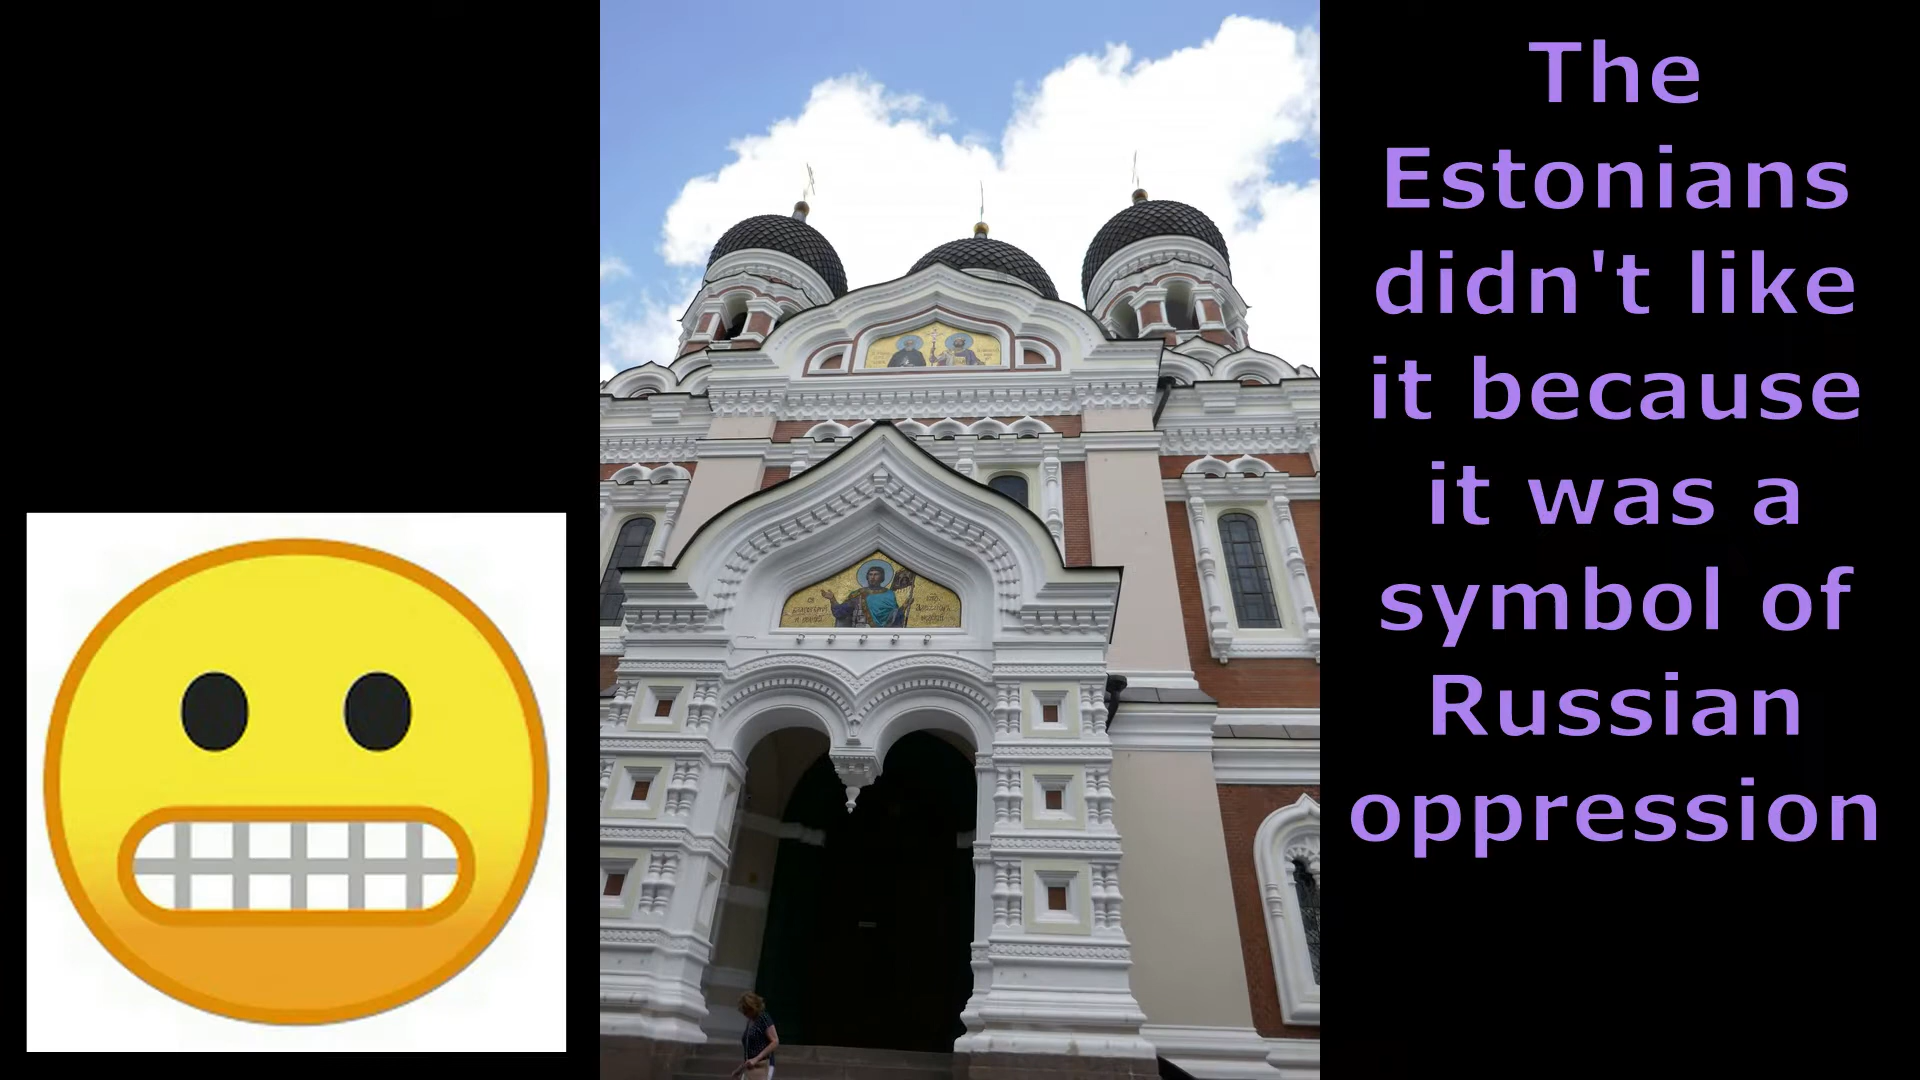 The
Estonians
didn't like
it because
it was a
symbol of
Russian
oppression